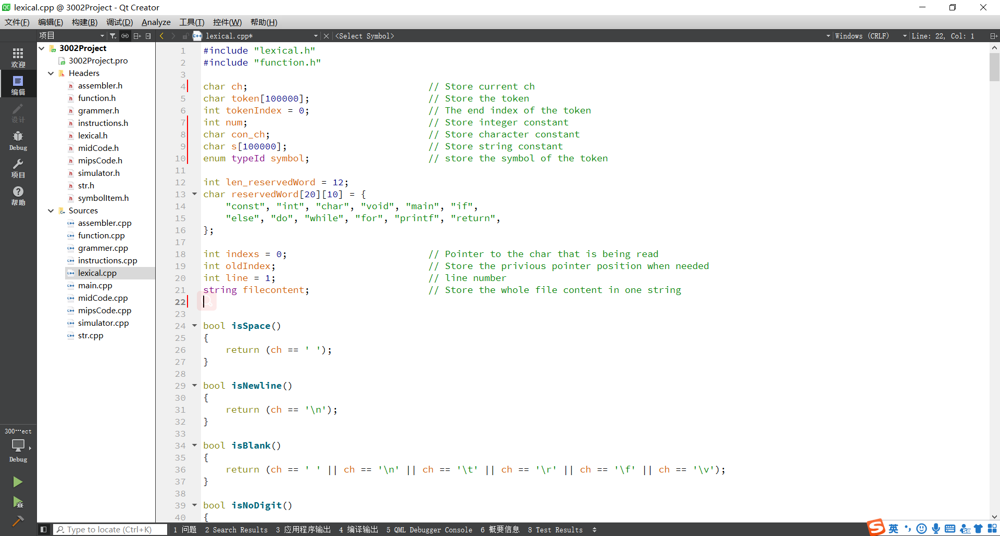 lexical.cpp @ 3002Project - Qt Creator
文件(F) 编辑(E) 构建(B) 调试(D) Analyze 工具(T) 控件(W) 帮助(H)
项目 lexical.cpp* <Select Symbol> Windows (CRLF) Line: 22, Col: 1
欢迎
编辑
设计
Debug
项目
帮助
300···ect
Debug
3002Project
3002Project.pro
Headers
assembler.h
function.h
grammer.h
instructions.h
lexical.h
midCode.h
mipsCode.h
simulator.h
str.h
symbolItem.h
Sources
assembler.cpp
function.cpp
grammer.cpp
instructions.cpp
lexical.cpp
main.cpp
midCode.cpp
mipsCode.cpp
simulator.cpp
str.cpp
1 #include "lexical.h"
2 #include "function.h"
3
4 char ch; // Store current ch
5 char token[100000]; // Store the token
6 int tokenIndex = 0; // The end index of the token
7 int num; // Store integer constant
8 char con_ch; // Store character constant
9 char s[100000]; // Store string constant
10 enum typeId symbol; // store the symbol of the token
11
12 int len_reservedWord = 12;
13 char reservedWord[20][10] = {
14 "const", "int", "char", "void", "main", "if",
15 "else", "do", "while", "for", "printf", "return",
16 };
17
18 int indexs = 0; // Pointer to the char that is being read
19 int oldIndex; // Store the privious pointer position when needed
20 int line = 1; // line number
21 string filecontent; // Store the whole file content in one string
22
23
24 bool isSpace()
25 {
26 return (ch == ' ');
27 }
28
29 bool isNewline()
30 {
31 return (ch == '\n');
32 }
33
34 bool isBlank()
35 {
36 return (ch == ' ' || ch == '\n' || ch == '\t' || ch == '\r' || ch == '\f' || ch == '\v');
37 }
38
39 bool isNoDigit()
40 {
Type to locate (Ctrl+K) 1 问题 2 Search Results 3 应用程序输出 4 编译输出 5 QML Debugger Console 6 概要信息 8 Test Results
英